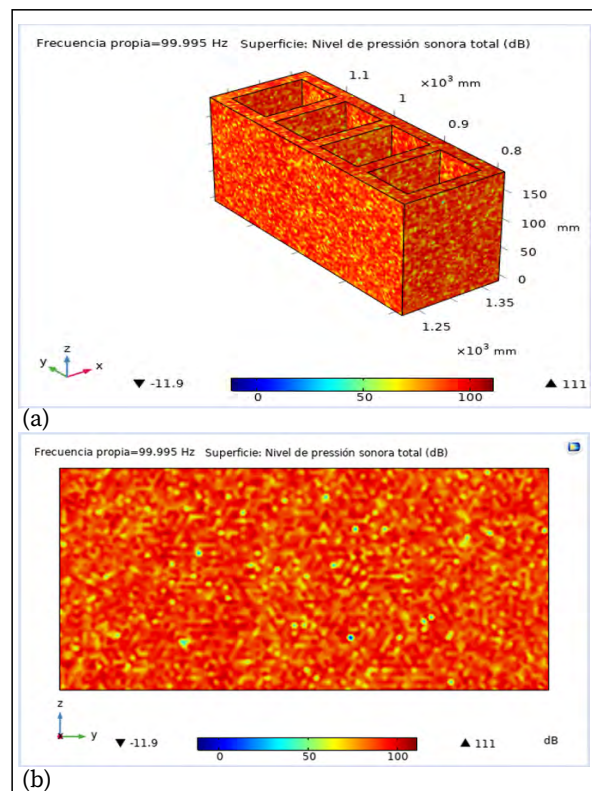 Frecuencia propia=99.995 Hz Superficie: Nivel de presión sonora total (dB)
1.1
×10³ mm
1
0.9
0.8
150
100
mm
50
0
1.35
1.25
×10³ mm
z
y
x
▼ -11.9
▲ 111
0
50
100
(a)
Frecuencia propia=99.995 Hz Superficie: Nivel de presión sonora total (dB)
z
x
y
▼ -11.9
▲ 111
dB
0
50
100
(b)